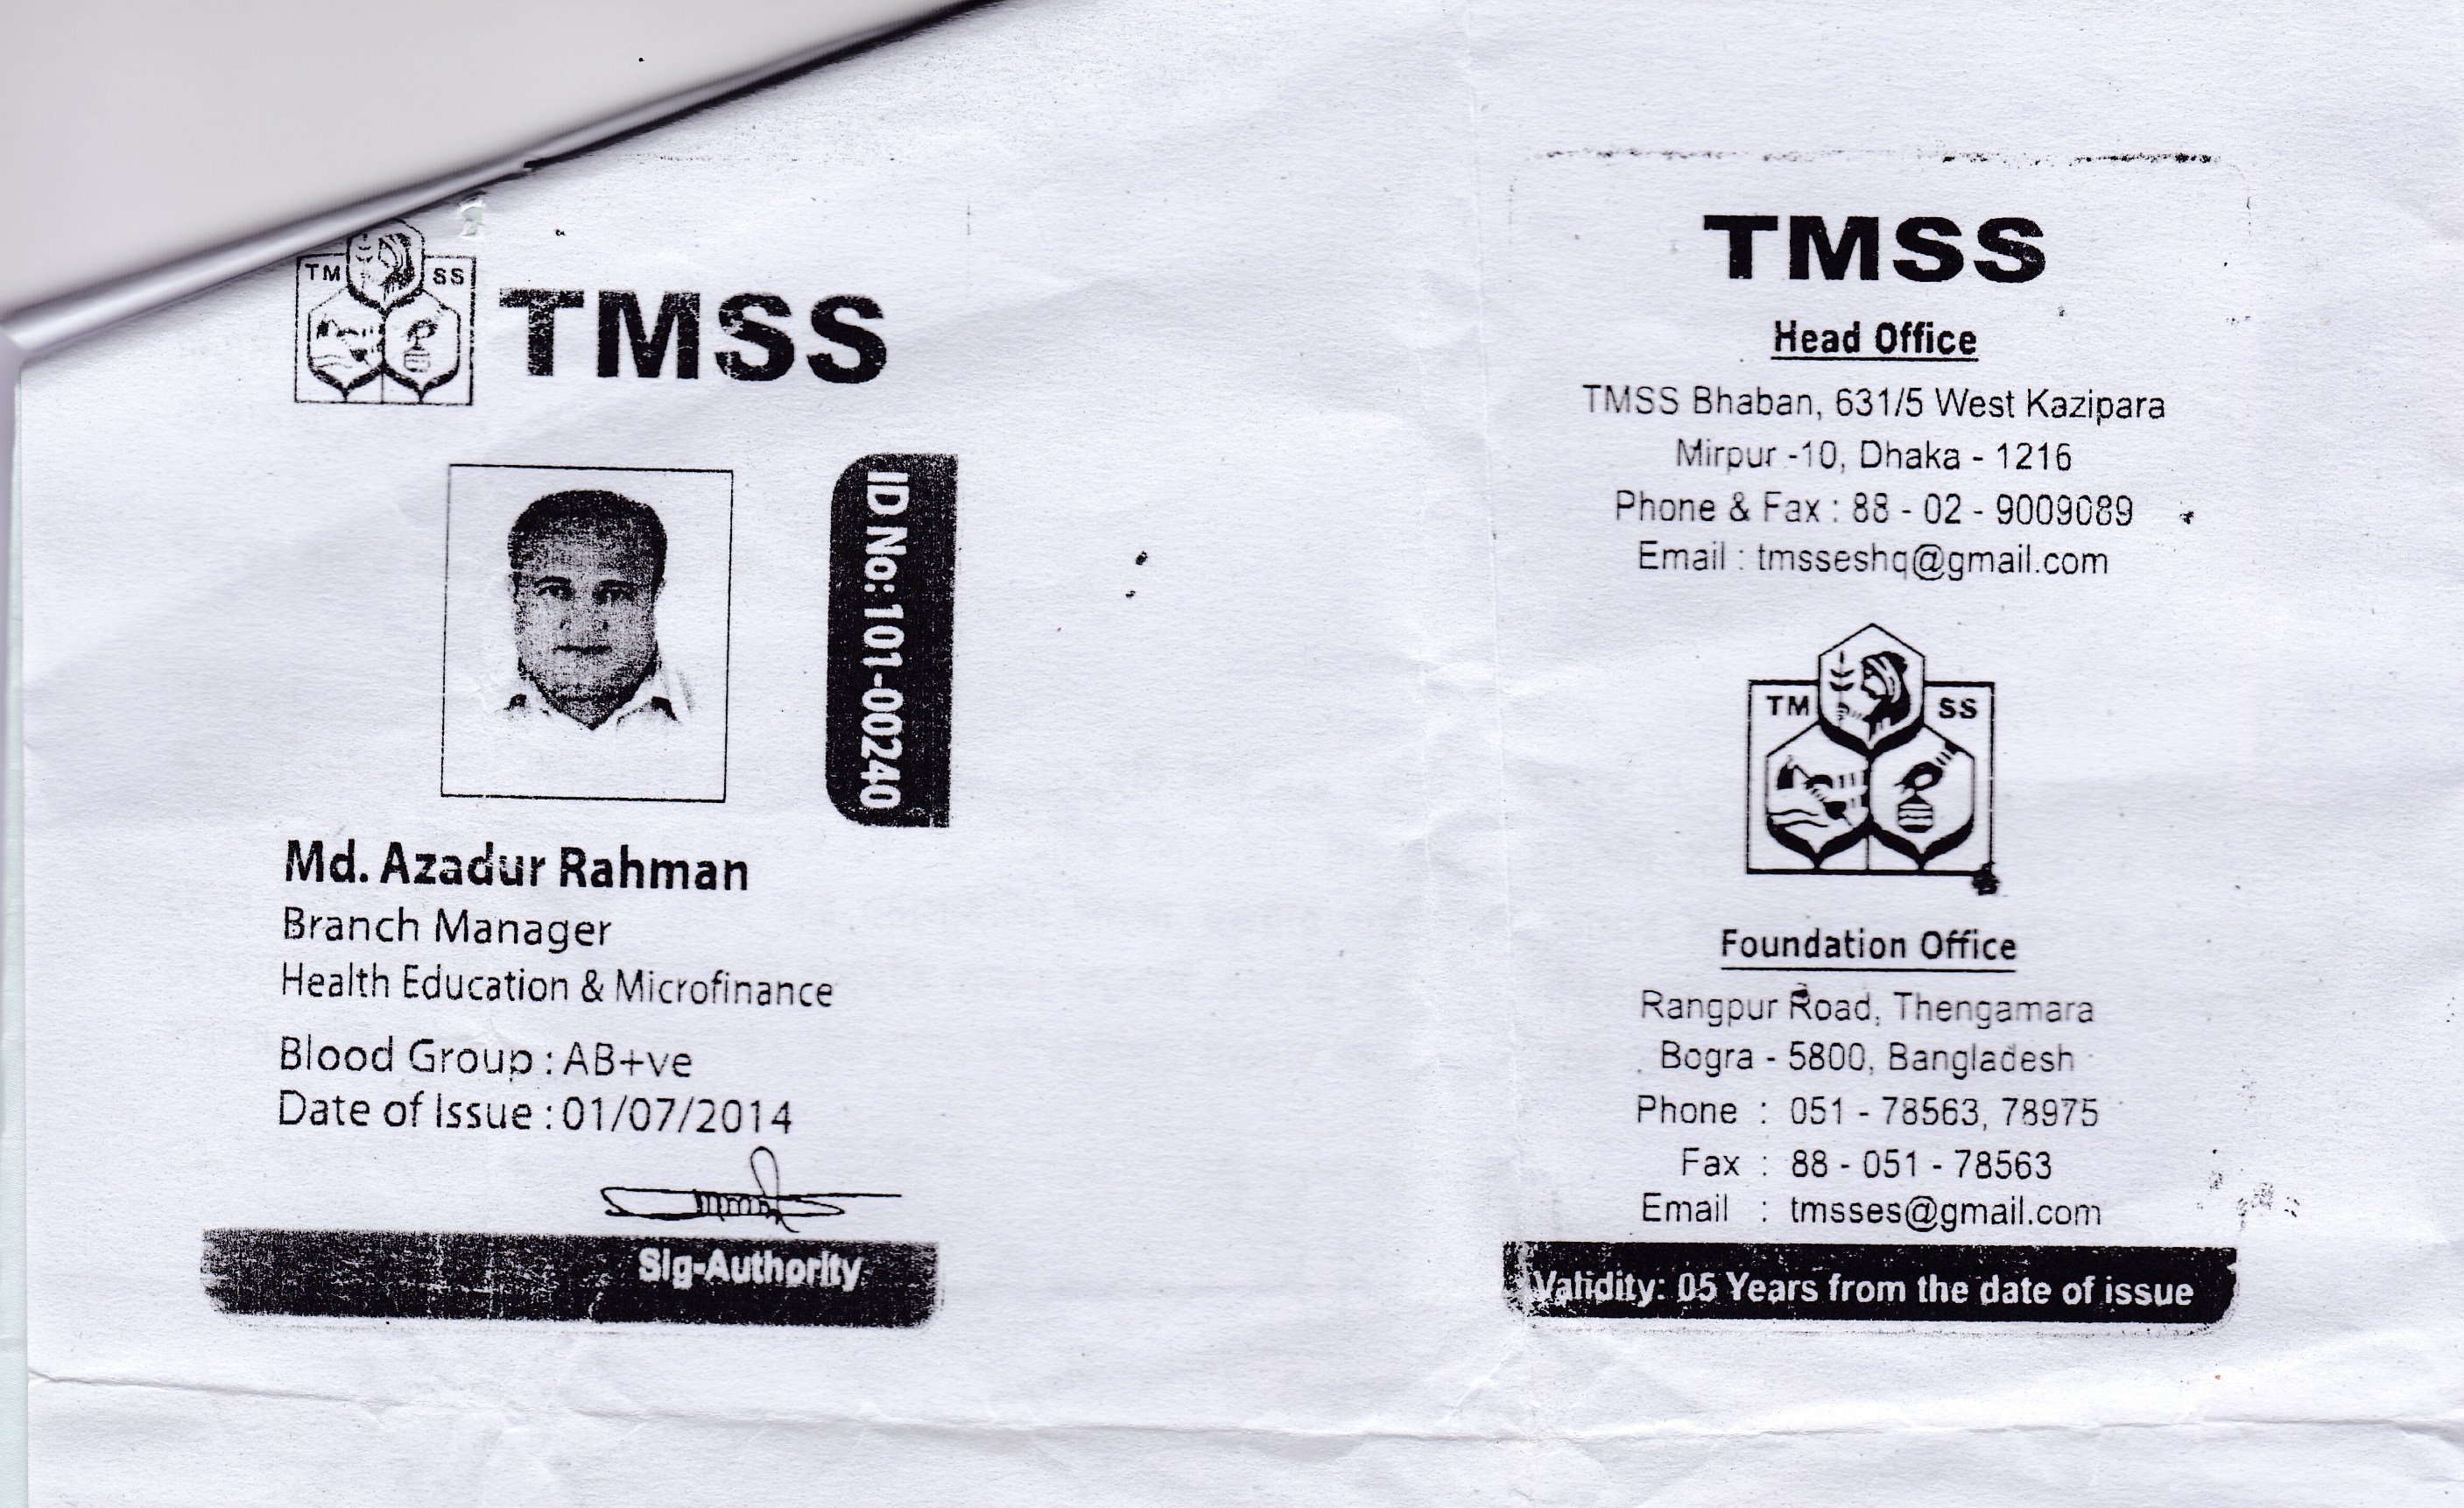 TM SS
TMSS
ID No: 101-00240
Md. Azadur Rahman
Branch Manager
Health Education & Microfinance
Blood Group : AB+ve
Date of Issue : 01/07/2014
Sig-Authority
TMSS
Head Office
TMSS Bhaban, 631/5 West Kazipara
Mirpur -10, Dhaka - 1216
Phone & Fax : 88 - 02 - 9009089
Email : tmsseshq@gmail.com
TM SS
Foundation Office
Rangpur Road, Thengamara
Bogra - 5800, Bangladesh
Phone : 051 - 78563, 78975
Fax : 88 - 051 - 78563
Email : tmsses@gmail.com
Validity: 05 Years from the date of issue